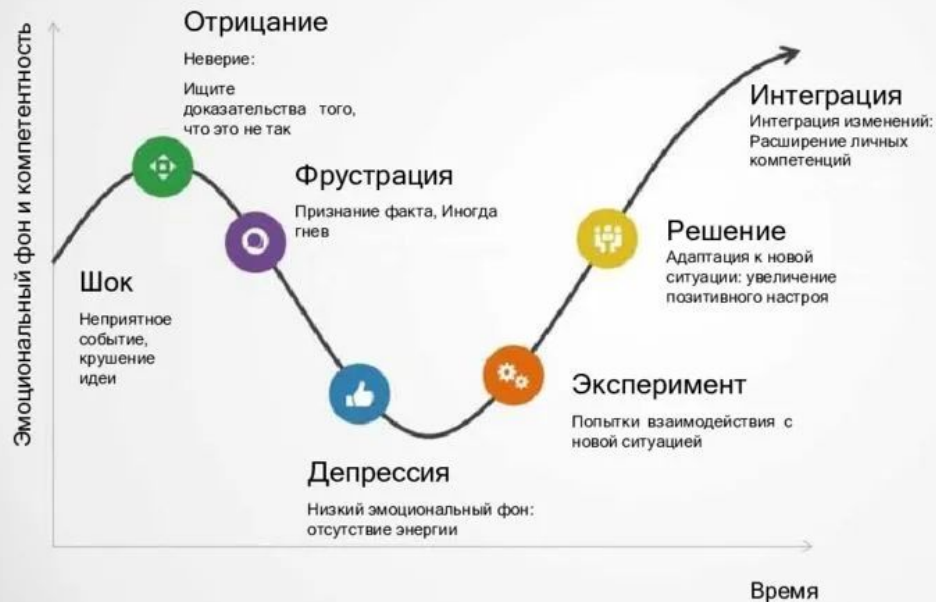 Эмоциональный фон и компетентность
Отрицание
Неверие:
Ищите
доказательства того,
что это не так
Шок
Неприятное
событие,
крушение
идеи
Фрустрация
Признание факта, Иногда
гнев
Депрессия
Низкий эмоциональный фон:
отсутствие энергии
Эксперимент
Попытки взаимодействия с
новой ситуацией
Решение
Адаптация к новой
ситуации: увеличение
позитивного настроя
Интеграция
Интеграция изменений:
Расширение личных
компетенций
Время